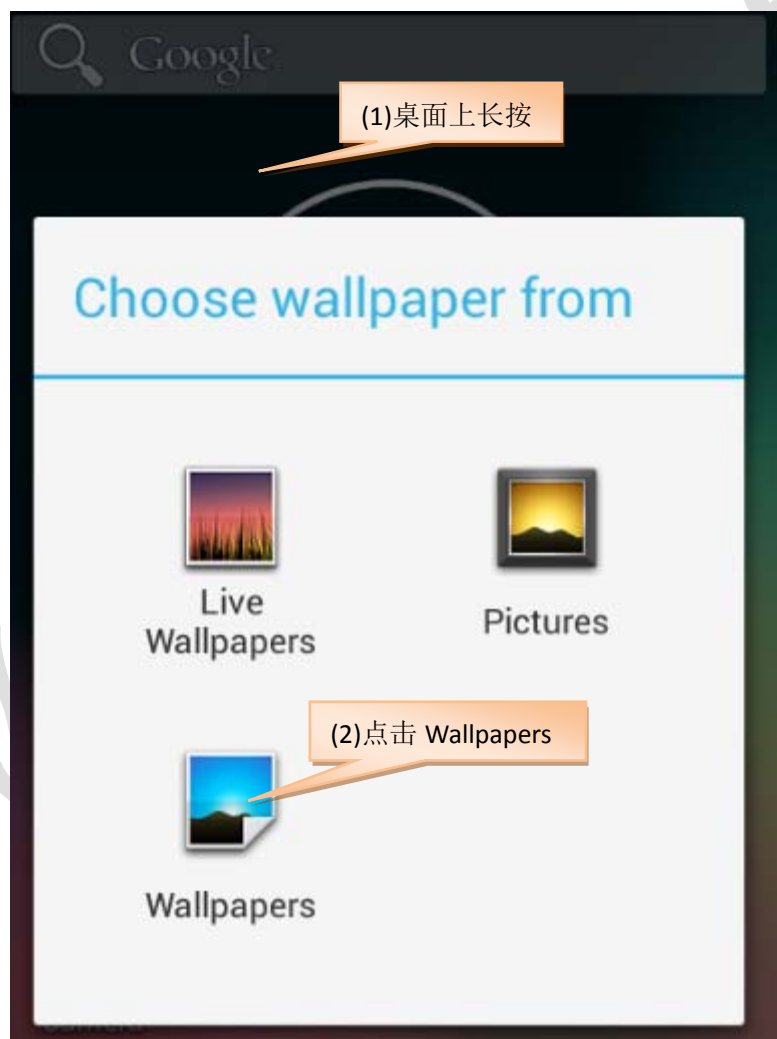 Google
(1)桌面上长按
Choose wallpaper from
Live
Wallpapers
Pictures
(2)点击 Wallpapers
Wallpapers